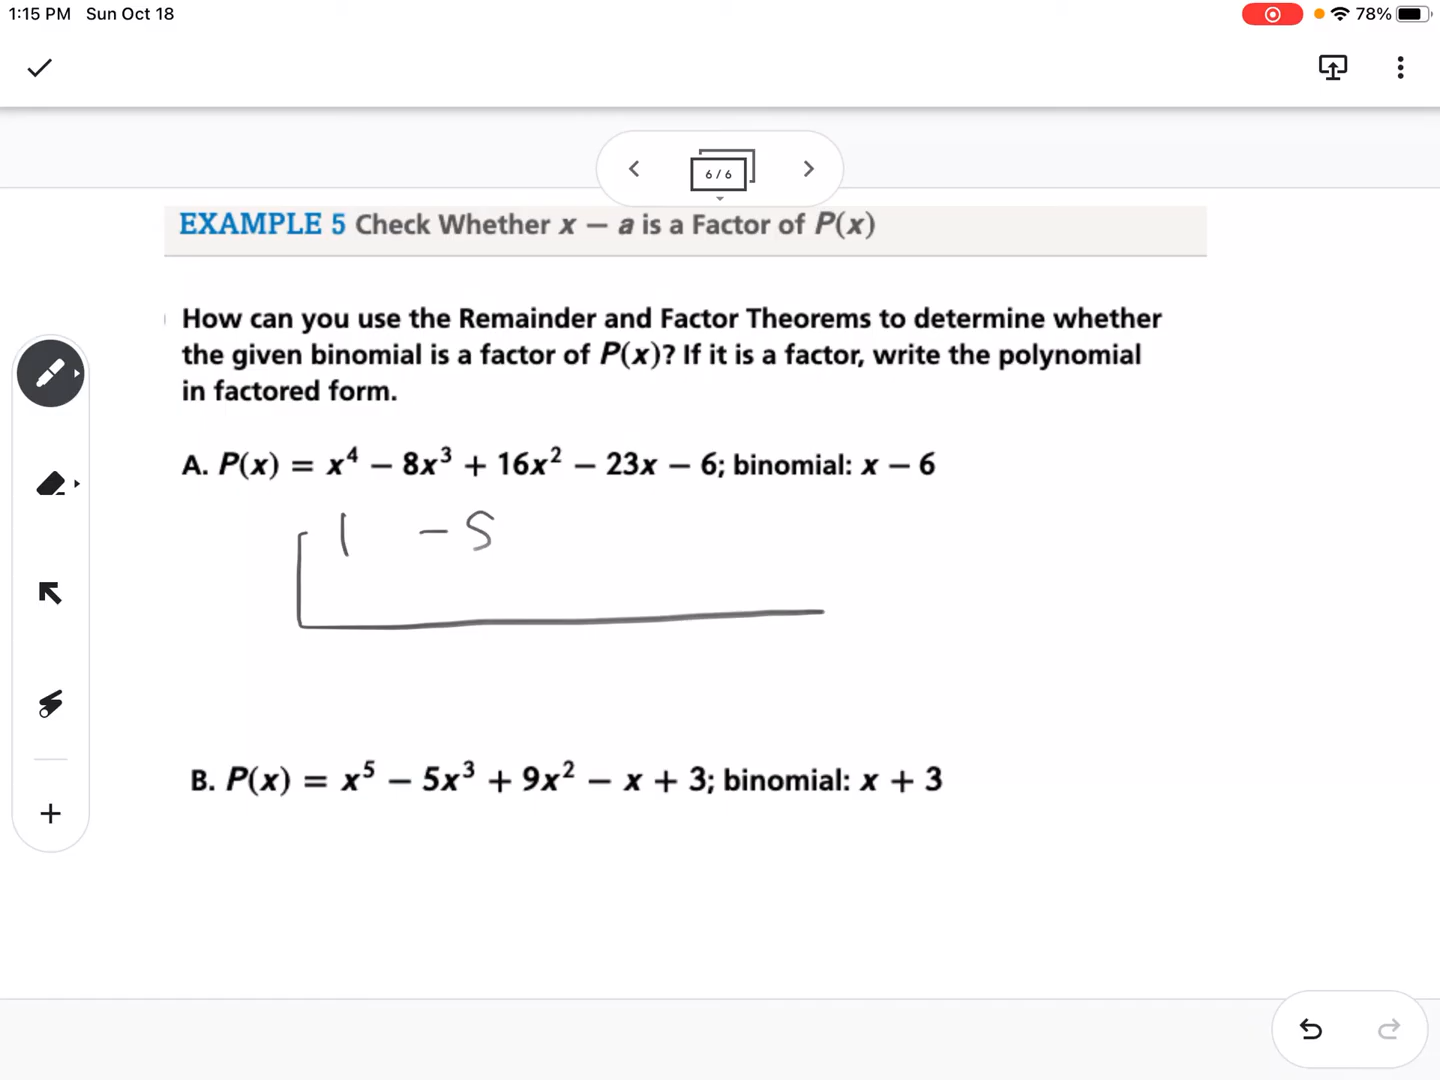 1:15 PM Sun Oct 18
78%
6 / 6
EXAMPLE 5 Check Whether x − a is a Factor of P(x)
How can you use the Remainder and Factor Theorems to determine whether
the given binomial is a factor of P(x)? If it is a factor, write the polynomial
in factored form.
A. P(x) = x⁴ − 8x³ + 16x² − 23x − 6; binomial: x − 6
1 − S
B. P(x) = x⁵ − 5x³ + 9x² − x + 3; binomial: x + 3